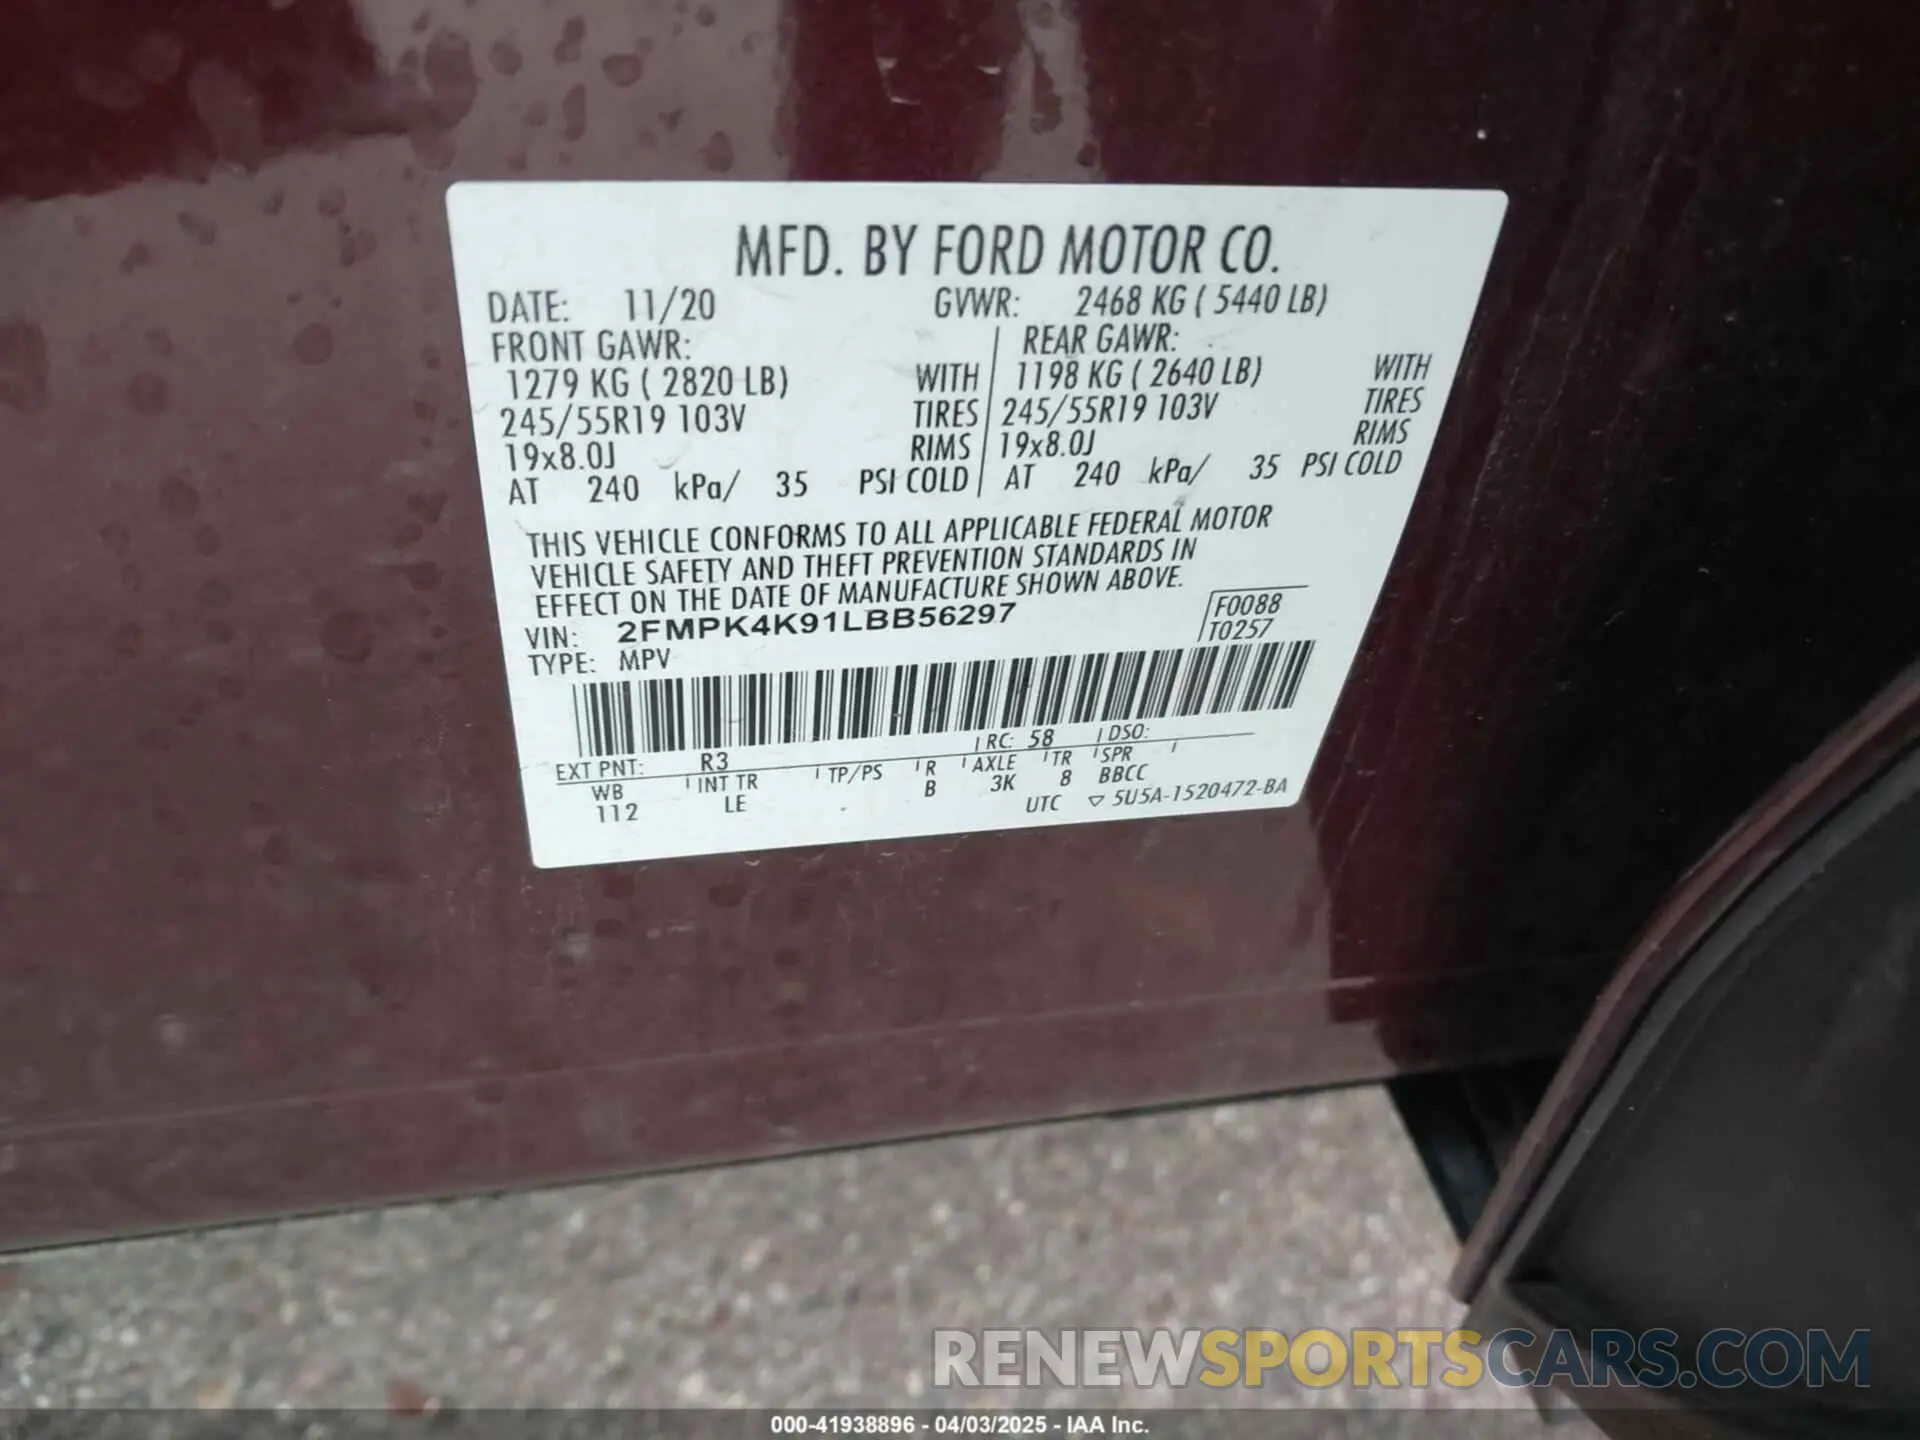 MFD. BY FORD MOTOR CO.
DATE: 11/20 GVWR: 2468 KG ( 5440 LB)
FRONT GAWR: REAR GAWR:
1279 KG ( 2820 LB) WITH 1198 KG ( 2640 LB) WITH
245/55R19 103V TIRES 245/55R19 103V TIRES
19x8.0J RIMS 19x8.0J RIMS
AT 240 kPa/ 35 PSI COLD AT 240 kPa/ 35 PSI COLD
THIS VEHICLE CONFORMS TO ALL APPLICABLE FEDERAL MOTOR
VEHICLE SAFETY AND THEFT PREVENTION STANDARDS IN
EFFECT ON THE DATE OF MANUFACTURE SHOWN ABOVE.
VIN: 2FMPK4K91LBB56297 F0088
TYPE: MPV T0257
EXT PNT: R3 RC: 58 DSO:
WB INT TR TP/PS R AXLE TR SPR
112 LE B 3K 8 BBCC
UTC ▽ 5U5A-1520472-BA
RENEWSPORTSCARS.COM
000-41938896 - 04/03/2025 - IAA Inc.